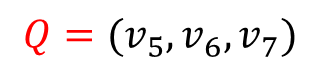 Q = (v₅, v₆, v₇)